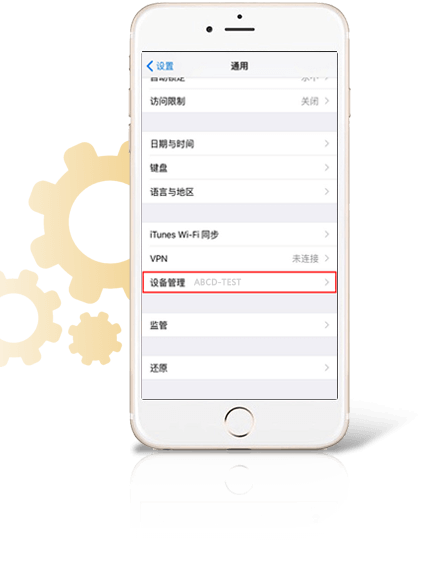 设置
通用
访问限制
关闭
日期与时间
键盘
语言与地区
iTunes Wi-Fi 同步
VPN
未连接
设备管理
ABCD-TEST
监管
还原